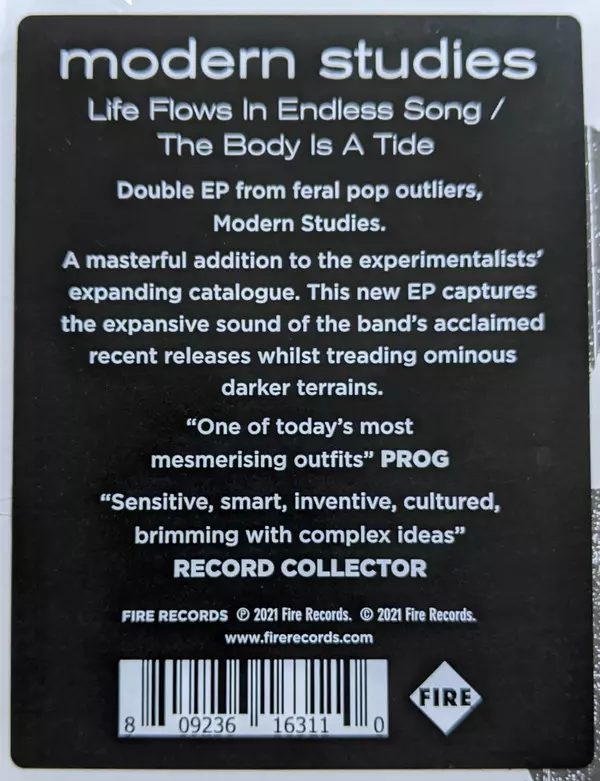 modern studies
Life Flows In Endless Song /
The Body Is A Tide
Double EP from feral pop outliers,
Modern Studies.
A masterful addition to the experimentalists'
expanding catalogue. This new EP captures
the expansive sound of the band's acclaimed
recent releases whilst treading ominous
darker terrains.
“One of today's most
mesmerising outfits” PROG
“Sensitive, smart, inventive, cultured,
brimming with complex ideas”
RECORD COLLECTOR
FIRE RECORDS ℗ 2021 Fire Records. © 2021 Fire Records.
www.firerecords.com
8 09236 16311 0
FIRE